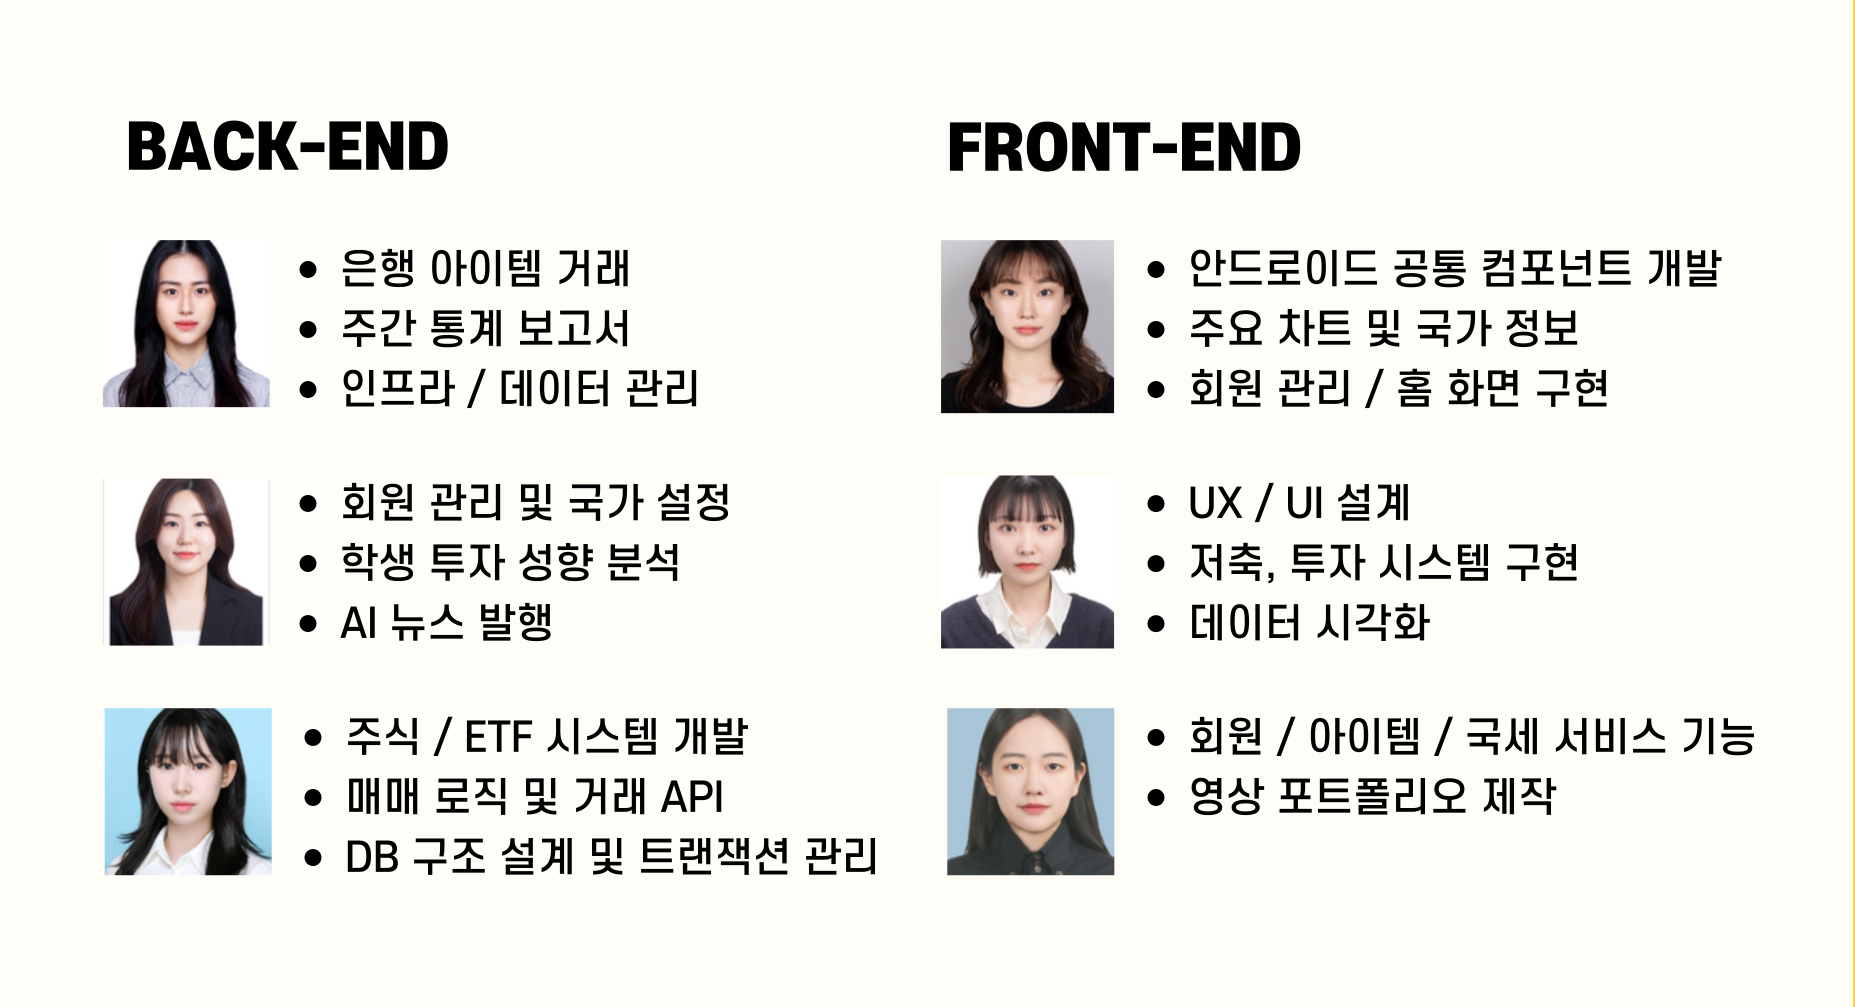 BACK-END
은행 아이템 거래
주간 통계 보고서
인프라 / 데이터 관리
회원 관리 및 국가 설정
학생 투자 성향 분석
AI 뉴스 발행
주식 / ETF 시스템 개발
매매 로직 및 거래 API
DB 구조 설계 및 트랜잭션 관리
FRONT-END
안드로이드 공통 컴포넌트 개발
주요 차트 및 국가 정보
회원 관리 / 홈 화면 구현
UX / UI 설계
저축, 투자 시스템 구현
데이터 시각화
회원 / 아이템 / 국세 서비스 기능
영상 포트폴리오 제작